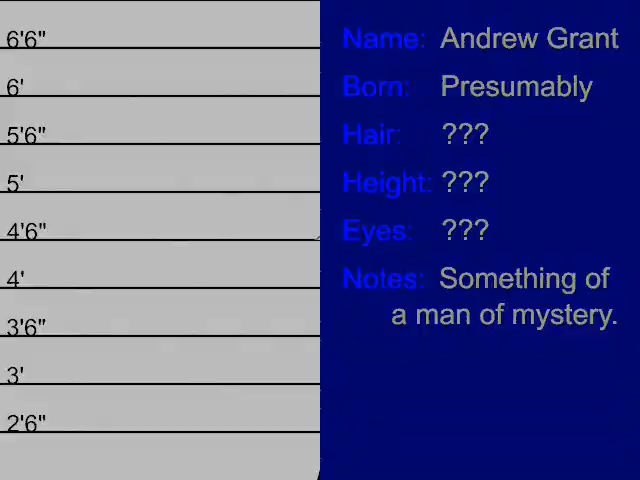 6'6"
6'
5'6"
5'
4'6"
4'
3'6"
3'
2'6"
Name: Andrew Grant
Born: Presumably
Hair: ???
Height: ???
Eyes: ???
Notes: Something of
a man of mystery.